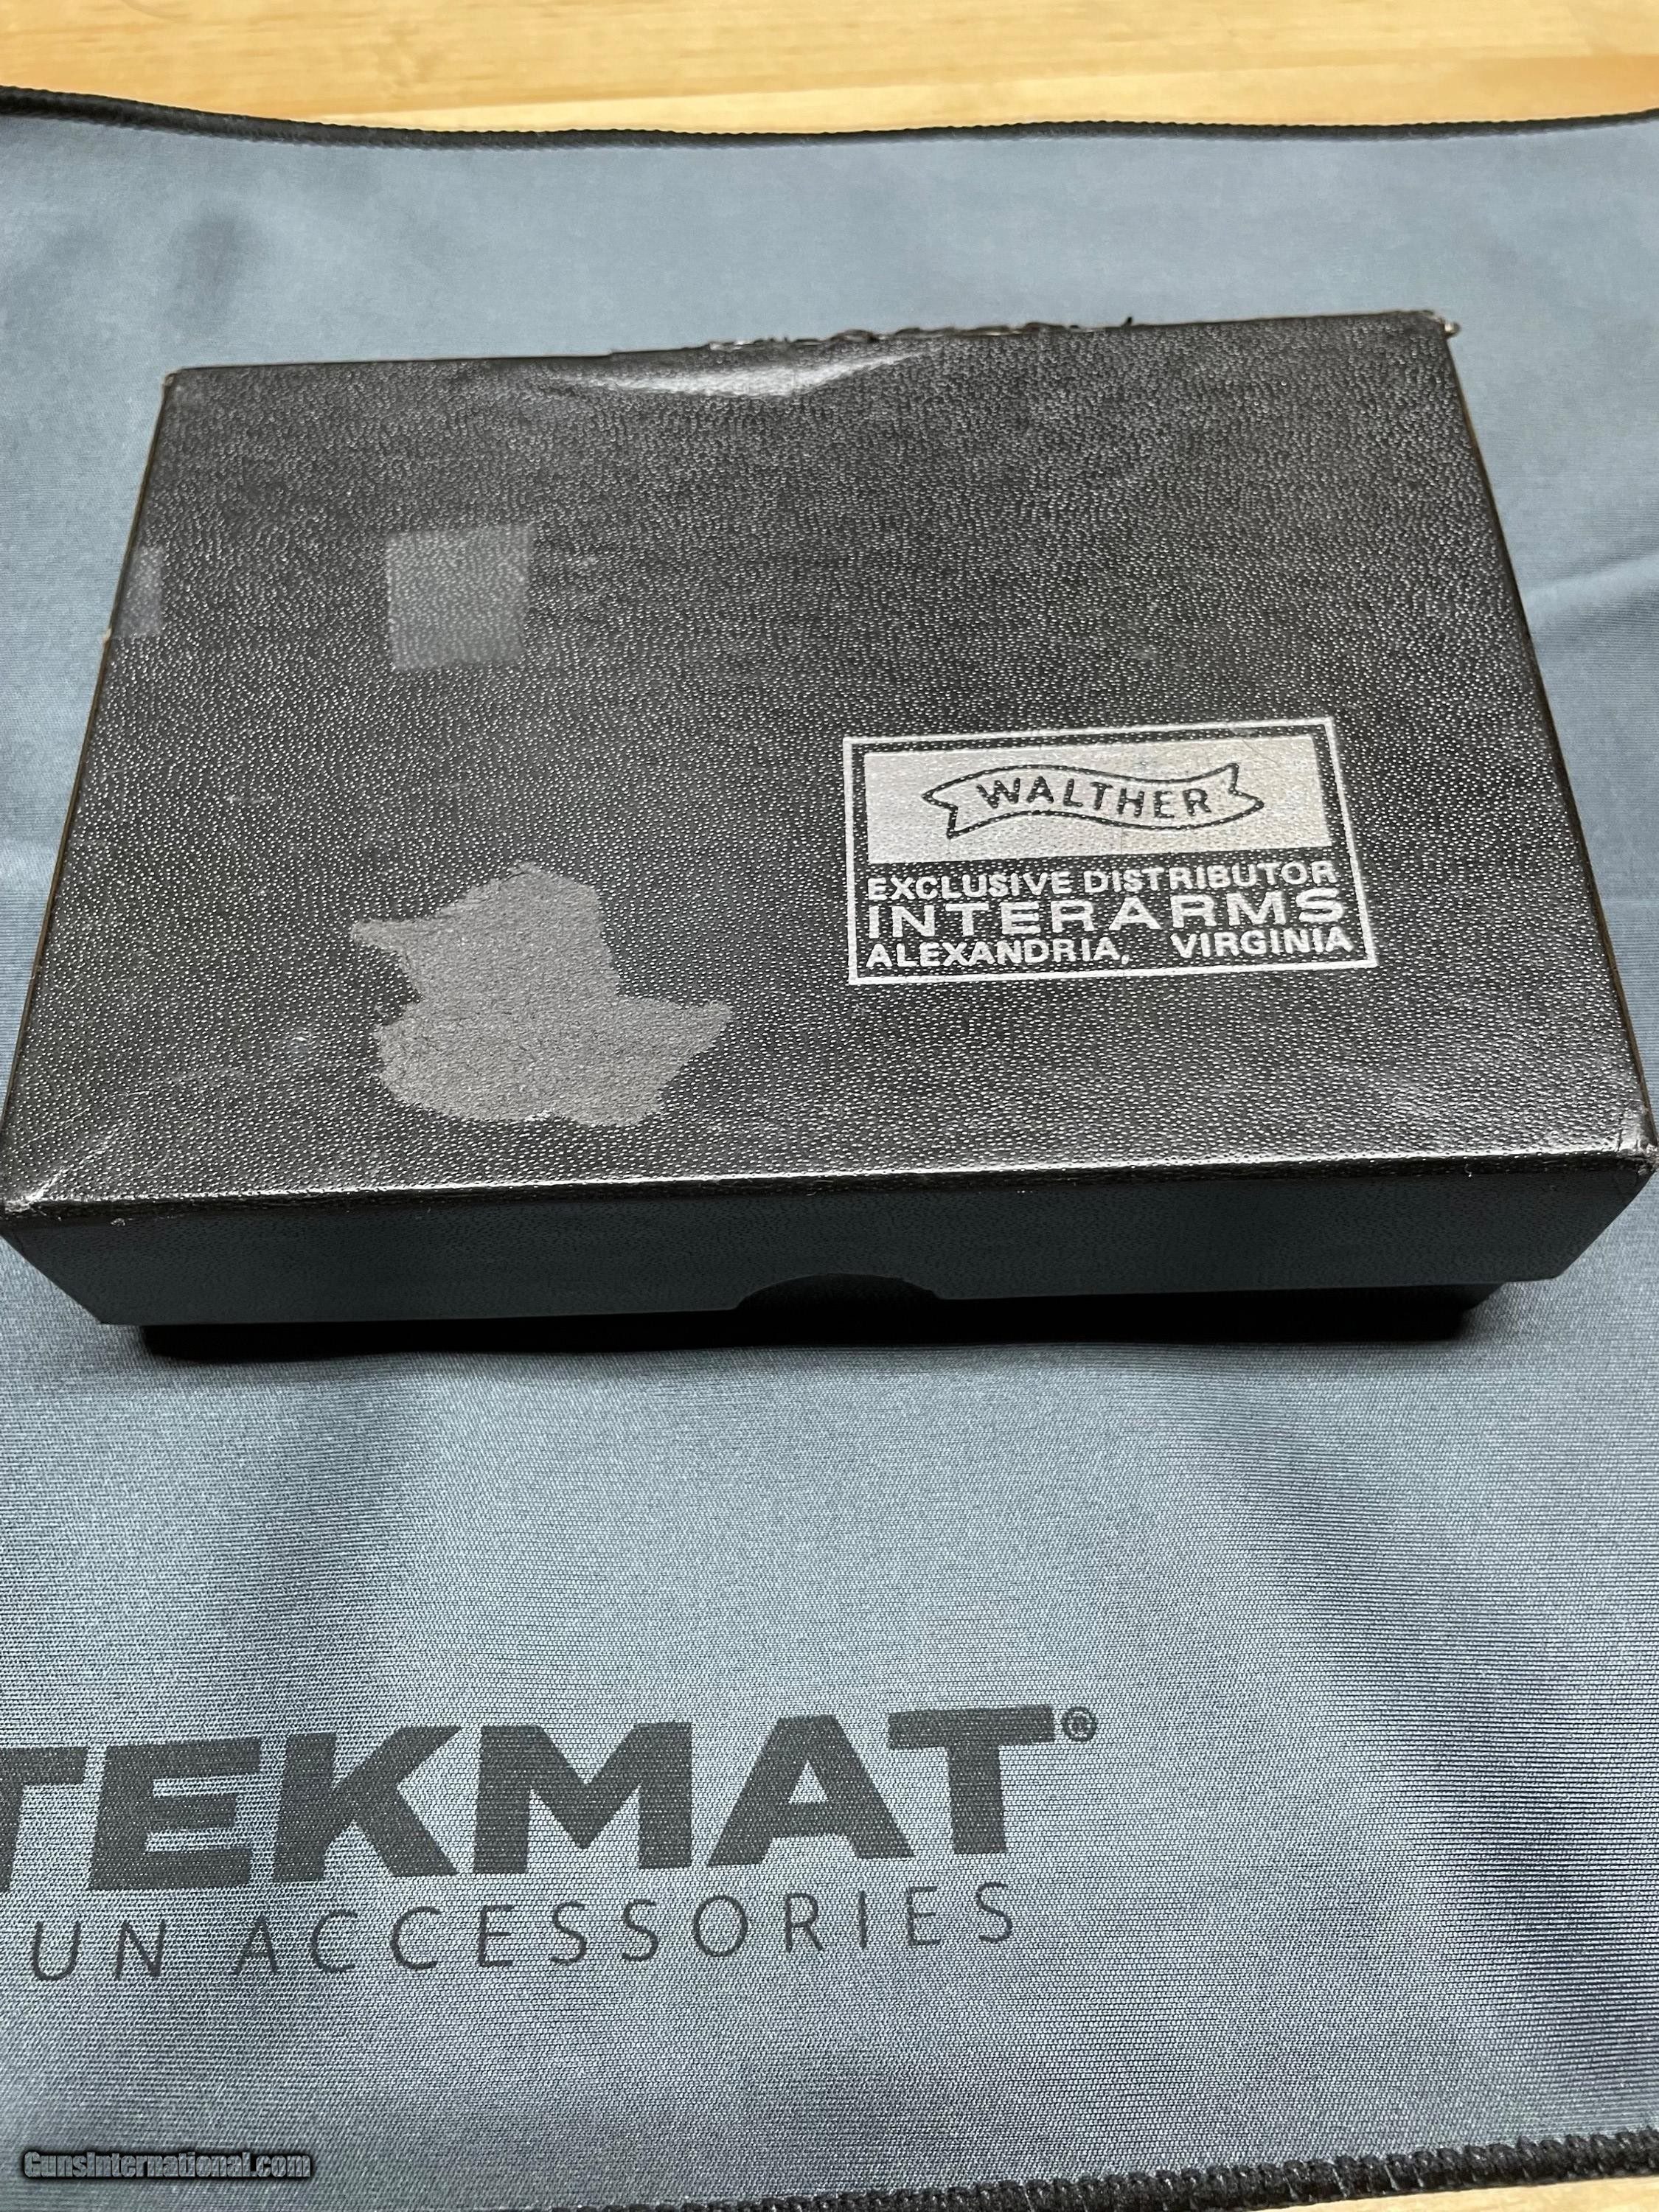 WALTHER
EXCLUSIVE DISTRIBUTOR
INTERARMS
ALEXANDRIA, VIRGINIA
TEKMAT®
UN ACCESSORIES
GunsInternational.com